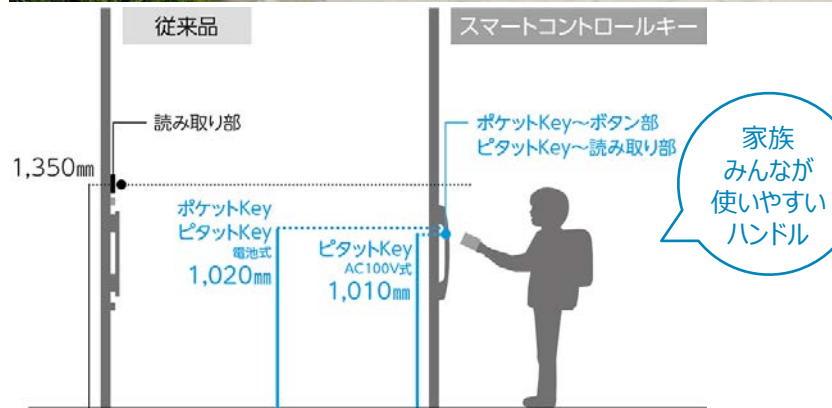 従来品
スマートコントロールキー
読み取り部
ポケットKey～ボタン部
ピタットKey～読み取り部
家族
みんなが
使いやすい
ハンドル
1,350㎜
ポケットKey
ピタットKey
電池式
1,020㎜
ピタットKey
AC100V式
1,010㎜